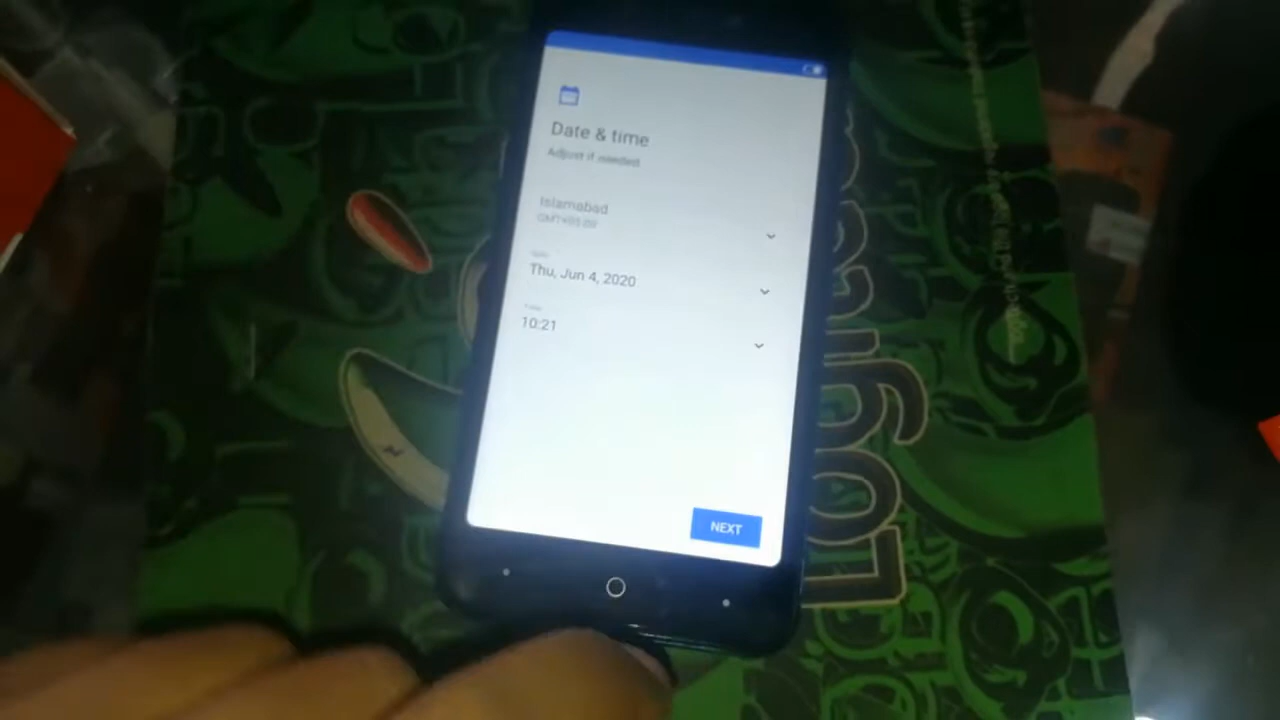 Date & time
Adjust if needed
Islamabad
GMT+05:00
Date
Thu, Jun 4, 2020
Time
10:21
NEXT